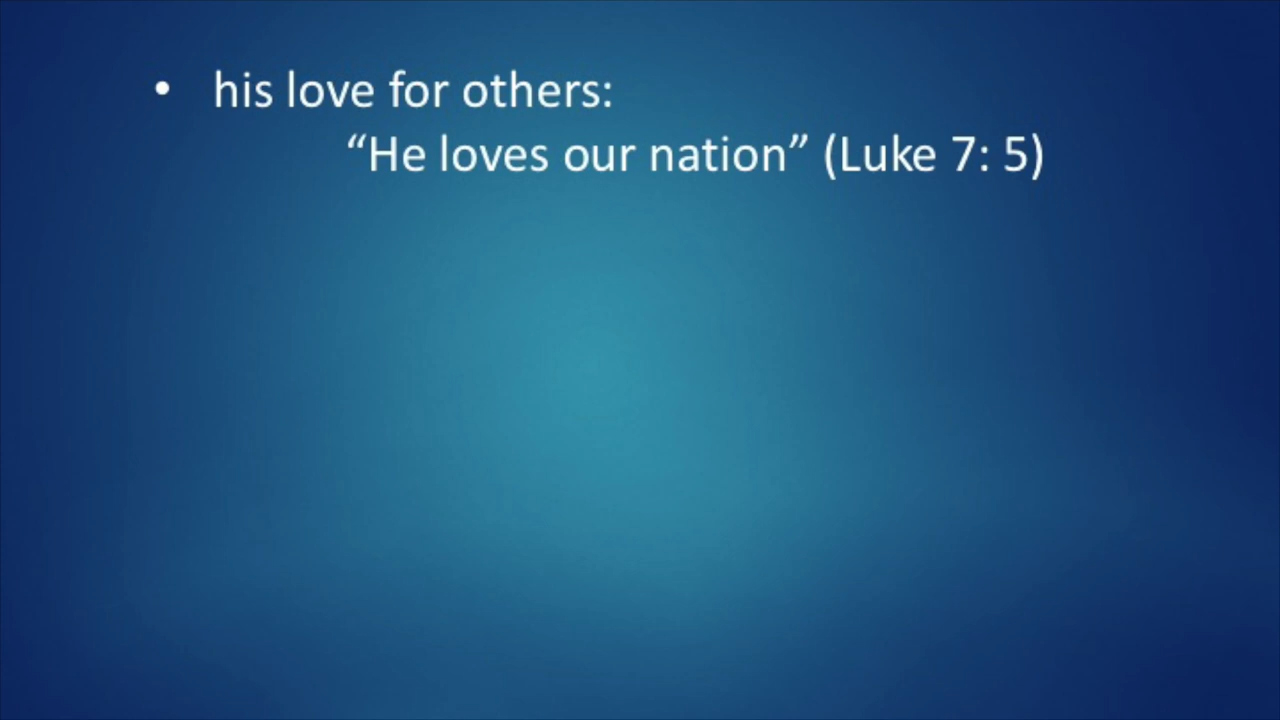 • his love for others:
“He loves our nation” (Luke 7: 5)